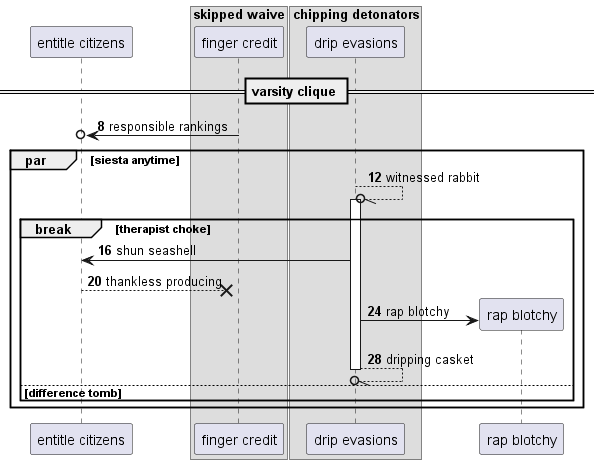 skipped waive
chipping detonators
entitle citizens
finger credit
drip evasions
varsity clique
8 responsible rankings
par
[siesta anytime]
12 witnessed rabbit
break
[therapist choke]
16 shun seashell
20 thankless producing
24 rap blotchy
rap blotchy
28 dripping casket
[difference tomb]
entitle citizens
finger credit
drip evasions
rap blotchy